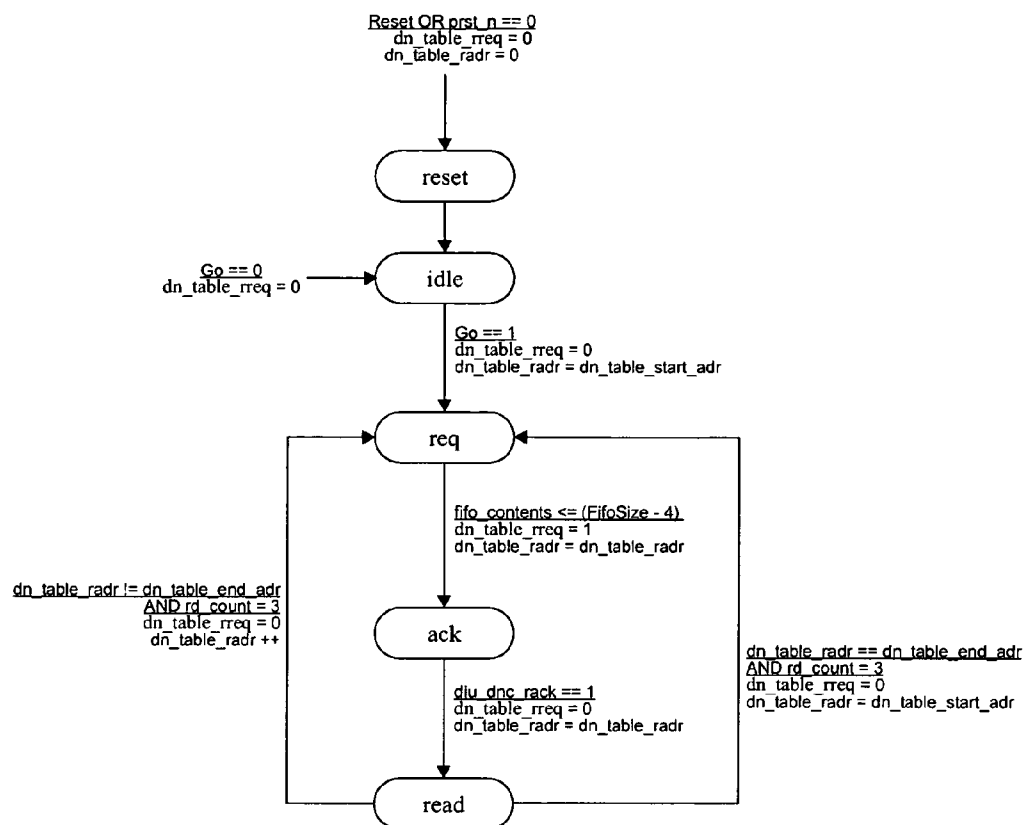 Reset OR prst_n == 0
dn_table_rreq = 0
dn_table_radr = 0
reset
idle
Go == 0
dn_table_rreq = 0
Go == 1
dn_table_rreq = 0
dn_table_radr = dn_table_start_adr
req
fifo_contents <= (FifoSize - 4)
dn_table_rreq = 1
dn_table_radr = dn_table_radr
dn_table_radr != dn_table_end_adr
AND rd_count = 3
dn_table_rreq = 0
dn_table_radr ++
ack
dn_table_radr == dn_table_end_adr
AND rd_count = 3
dn_table_rreq = 0
dn_table_radr = dn_table_start_adr
diu_dnc_rack == 1
dn_table_rreq = 0
dn_table_radr = dn_table_radr
read